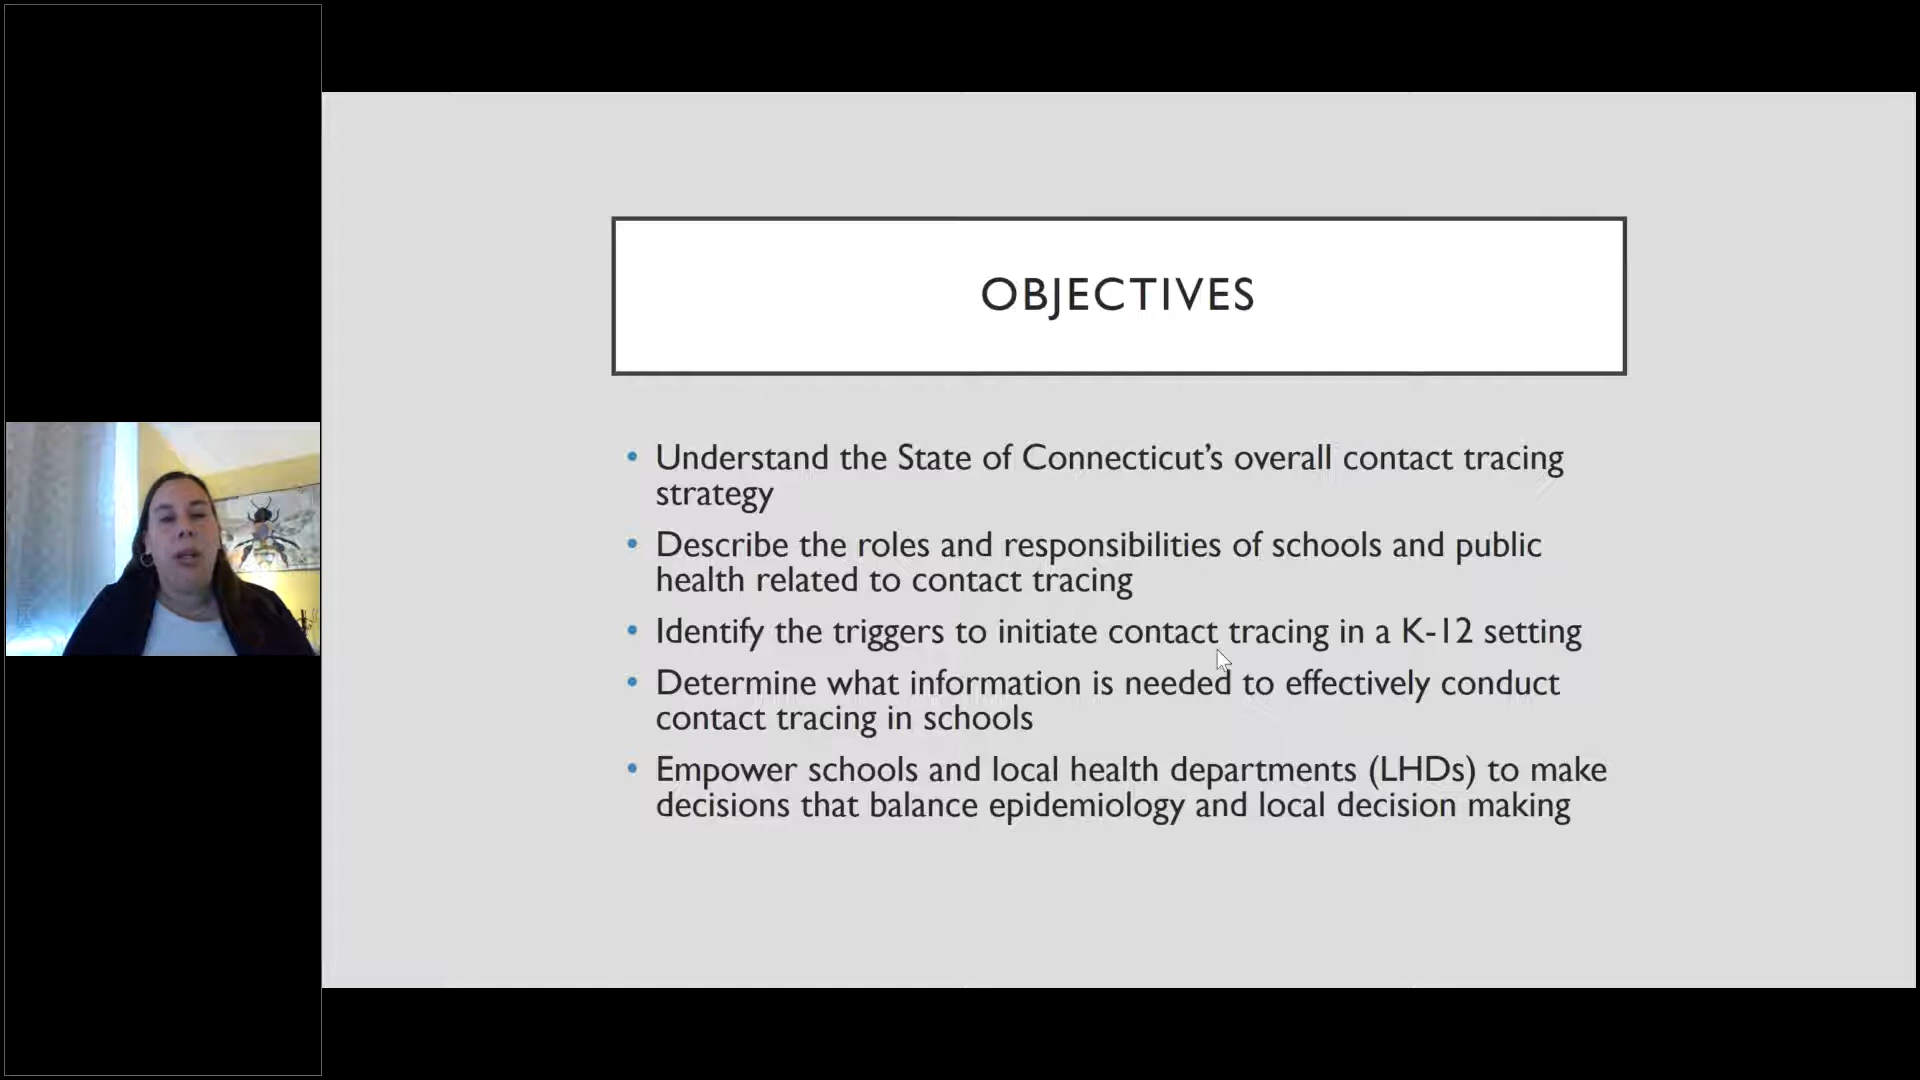 OBJECTIVES
• Understand the State of Connecticut’s overall contact tracing
strategy
• Describe the roles and responsibilities of schools and public
health related to contact tracing
• Identify the triggers to initiate contact tracing in a K-12 setting
• Determine what information is needed to effectively conduct
contact tracing in schools
• Empower schools and local health departments (LHDs) to make
decisions that balance epidemiology and local decision making